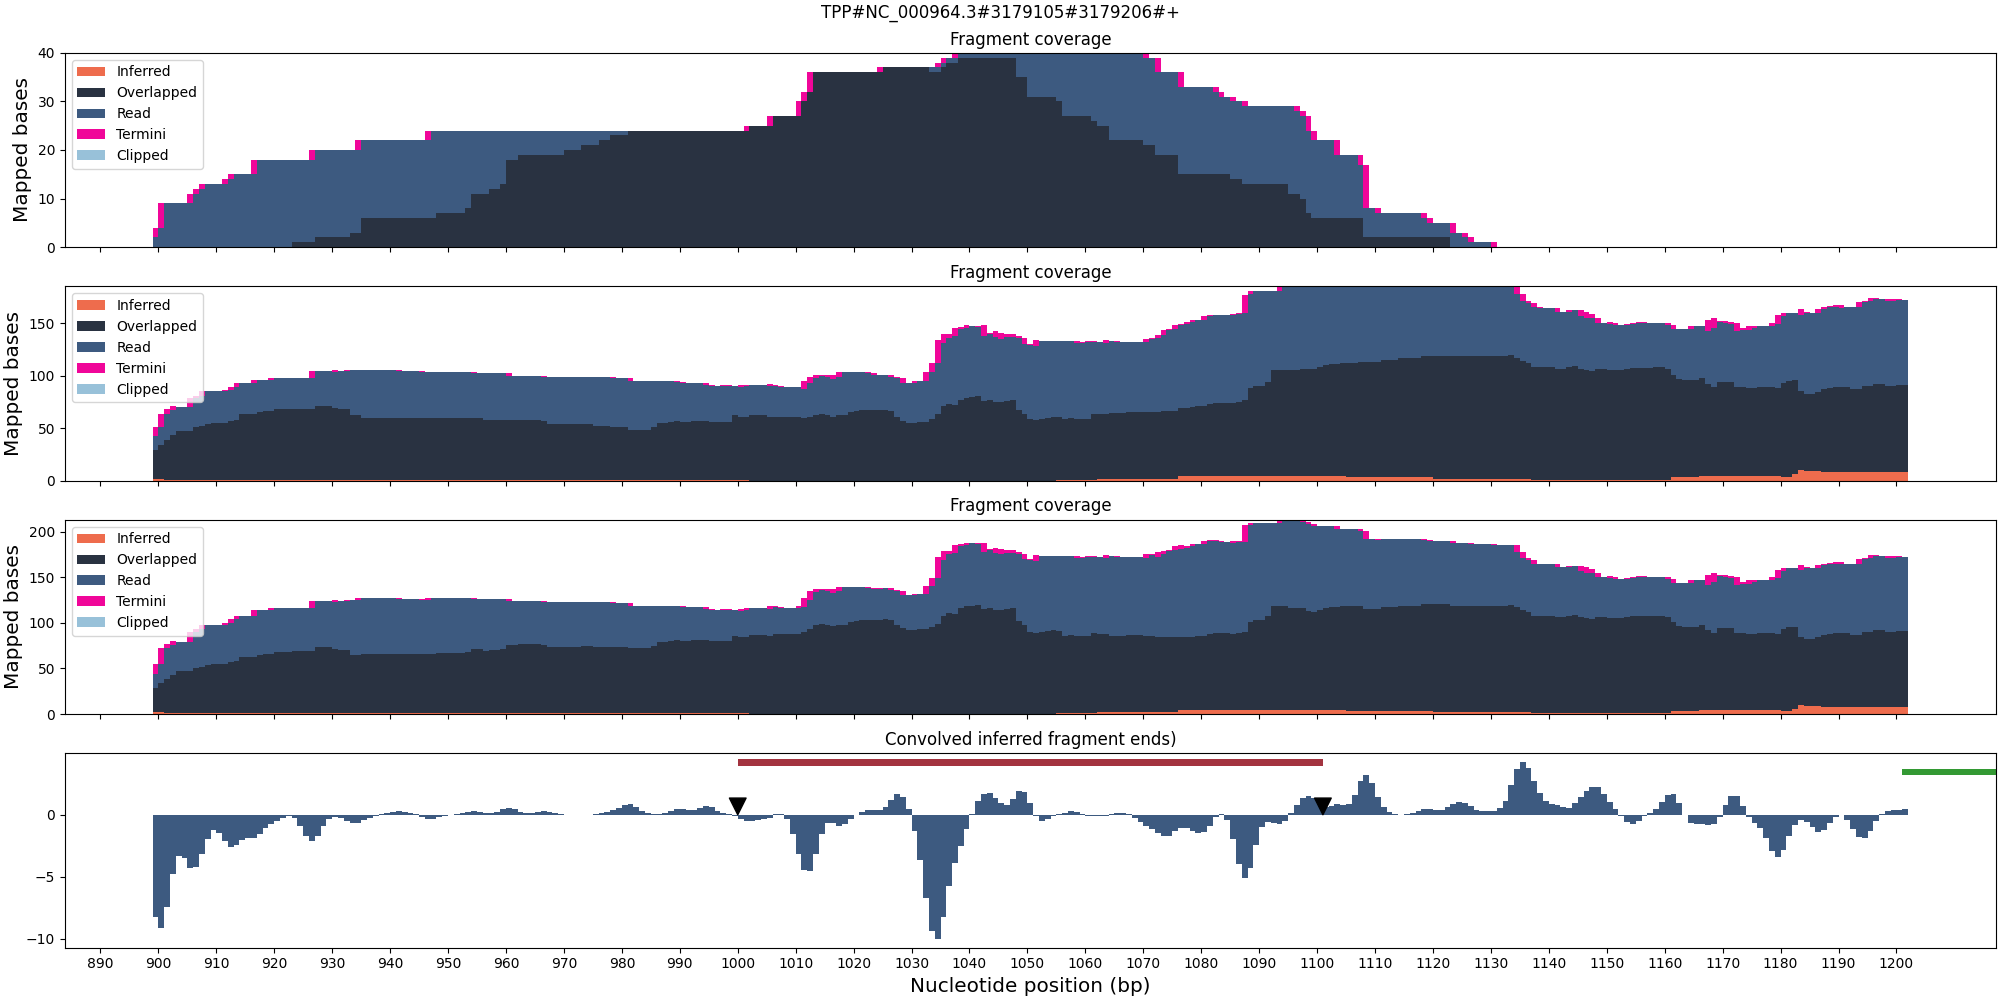 TPP#NC_000964.3#3179105#3179206#+
Fragment coverage
Mapped bases
40
30
20
10
0
Inferred
Overlapped
Read
Termini
Clipped
Fragment coverage
Mapped bases
150
100
50
0
Inferred
Overlapped
Read
Termini
Clipped
Fragment coverage
Mapped bases
200
150
100
50
0
Inferred
Overlapped
Read
Termini
Clipped
Convolved inferred fragment ends)
0
−5
−10
890 900 910 920 930 940 950 960 970 980 990 1000 1010 1020 1030 1040 1050 1060 1070 1080 1090 1100 1110 1120 1130 1140 1150 1160 1170 1180 1190 1200
Nucleotide position (bp)